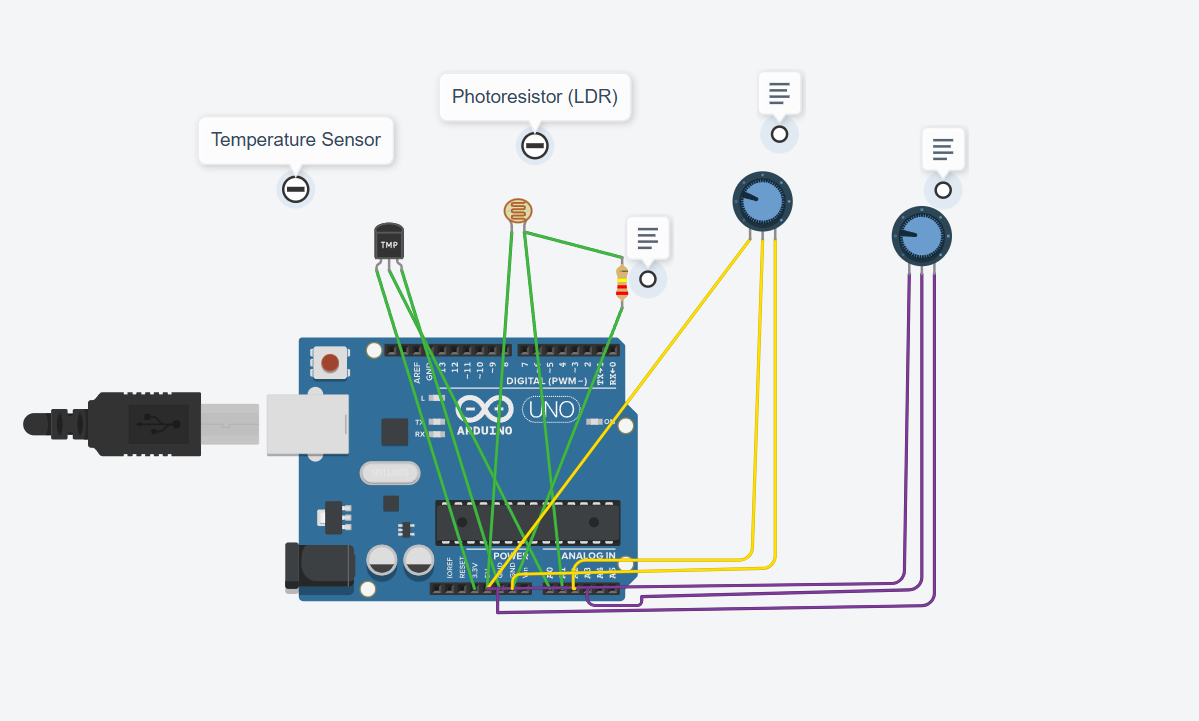 Photoresistor (LDR)
Temperature Sensor
TMP
AREF
GND
13
12
~11
~10
~9
8
7
~5
4
~3
2
TX→1
RX←0
DIGITAL (PWM~)
L
TX
RX
UNO
ON
ARDUINO
POWER
ANALOG IN
IOREF
RESET
3.3V
5V
GND
GND
Vin
A0
A1
A2
A3
A4
A5